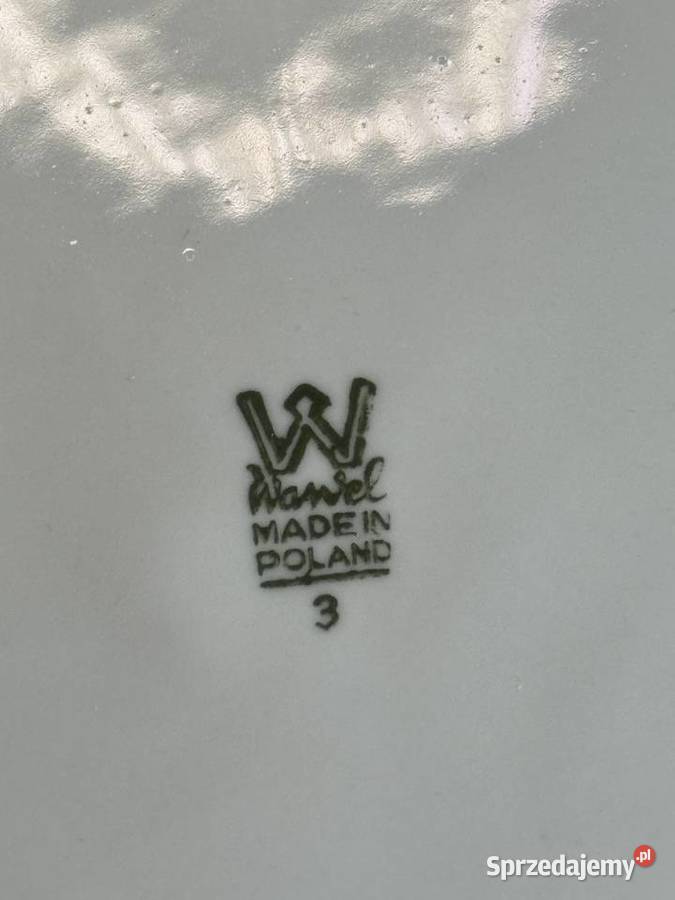 W
Wawel
MADE IN
POLAND
3
Sprzedajemy.pl